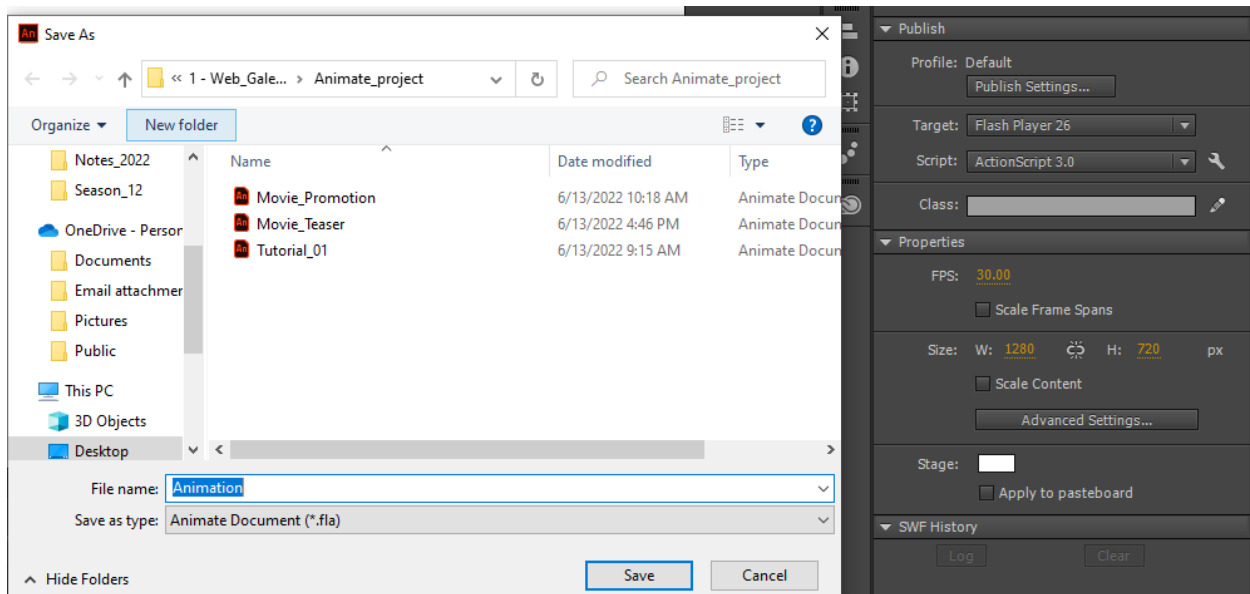 An Save As
« 1 - Web_Gale... > Animate_project
Search Animate_project
Organize
New folder
Notes_2022
Season_12
OneDrive - Person
Documents
Email attachmer
Pictures
Public
This PC
3D Objects
Desktop
Name Date modified Type
Movie_Promotion 6/13/2022 10:18 AM Animate Docum
Movie_Teaser 6/13/2022 4:46 PM Animate Docum
Tutorial_01 6/13/2022 9:15 AM Animate Docum
File name: Animation
Save as type: Animate Document (*.fla)
Hide Folders
Save
Cancel
Publish
Profile: Default
Publish Settings...
Target: Flash Player 26
Script: ActionScript 3.0
Class:
Properties
FPS: 30.00
Scale Frame Spans
Size: W: 1280 H: 720 px
Scale Content
Advanced Settings...
Stage:
Apply to pasteboard
SWF History
Log
Clear